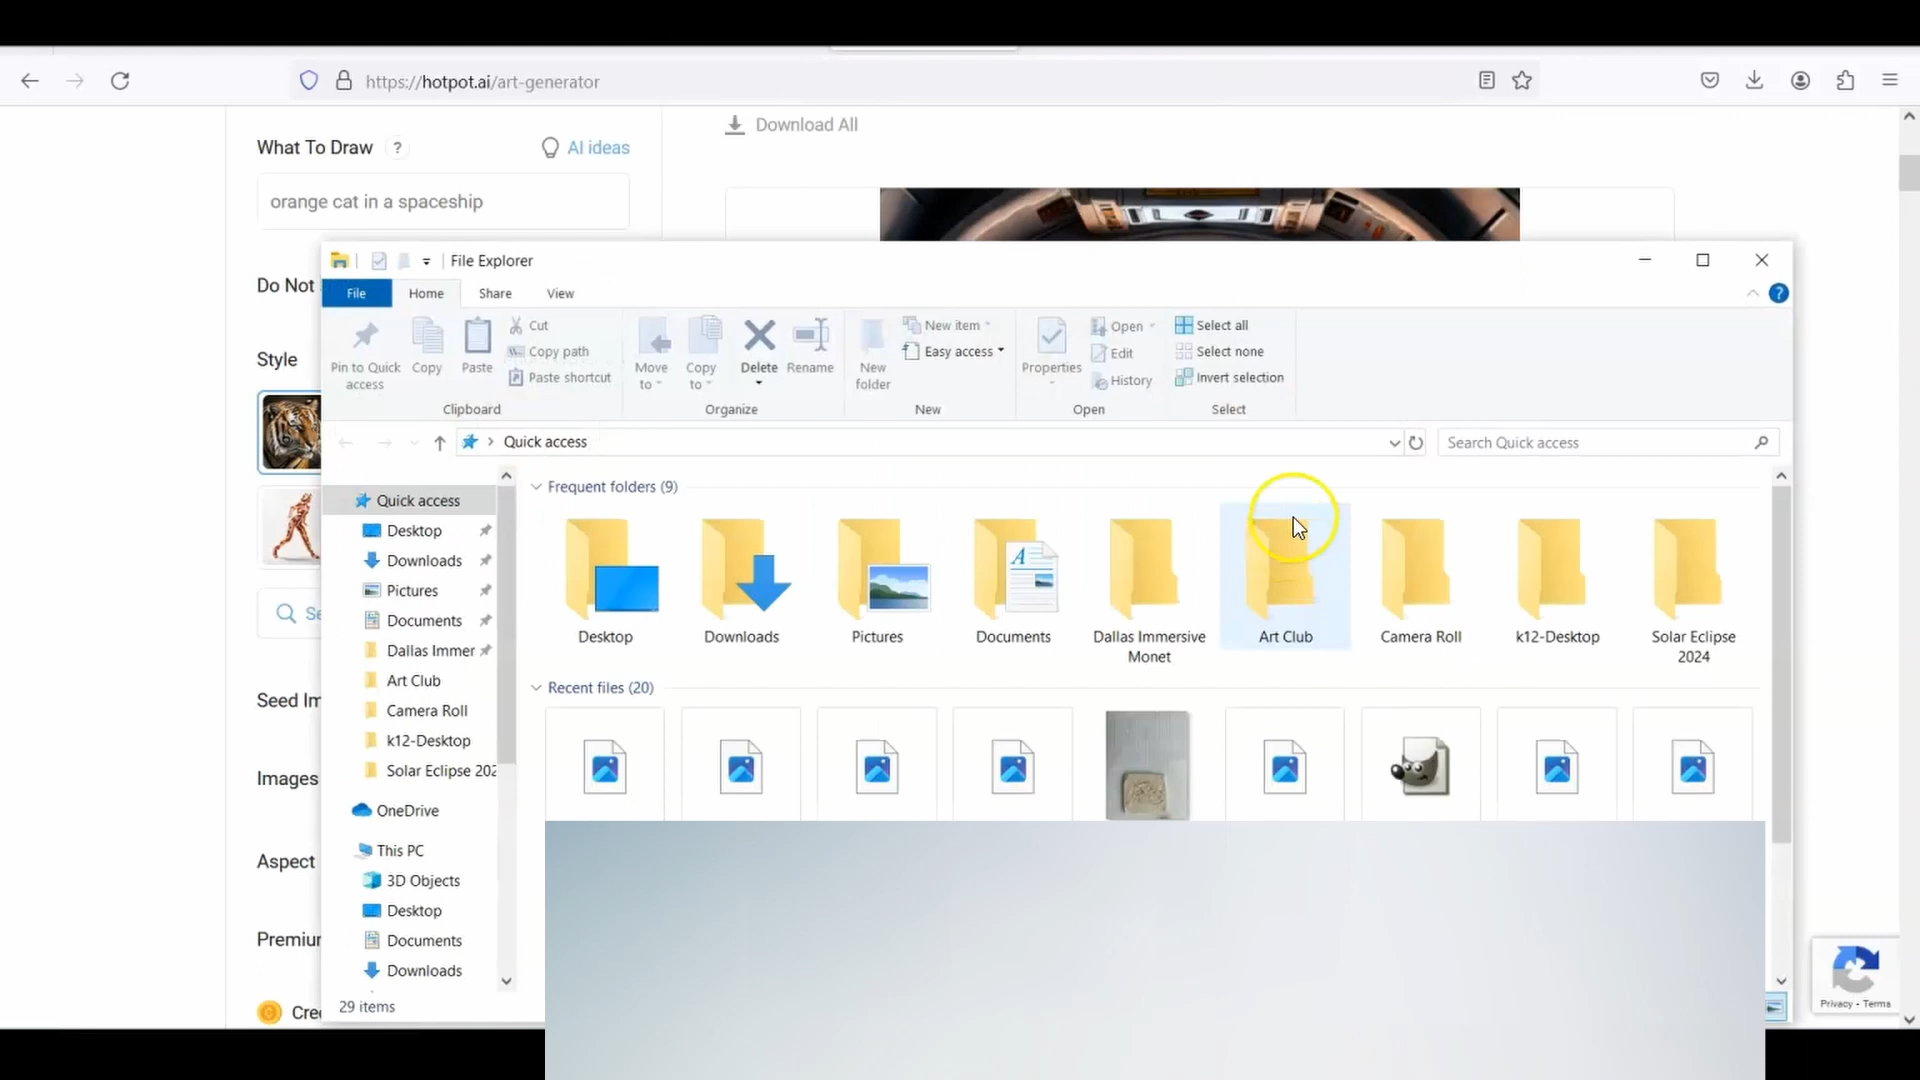 https://hotpot.ai/art-generator
What To Draw ?
AI ideas
orange cat in a spaceship
Do Not
Style
Se
Seed Im
Images
Aspect
Premiun
Cre
Download All
File Explorer
File
Home
Share
View
?
Pin to Quick access
Copy
Paste
Cut
Copy path
Paste shortcut
Clipboard
Move to
Copy to
Delete
Rename
Organize
New folder
New item
Easy access
New
Properties
Open
Edit
History
Open
Select all
Select none
Invert selection
Select
Quick access
Search Quick access
Quick access
Desktop
Downloads
Pictures
Documents
Dallas Immer
Art Club
Camera Roll
k12-Desktop
Solar Eclipse 202
OneDrive
This PC
3D Objects
Desktop
Documents
Downloads
29 items
Frequent folders (9)
Desktop
Downloads
Pictures
Documents
Dallas Immersive
Monet
Art Club
Camera Roll
k12-Desktop
Solar Eclipse
2024
Recent files (20)
Privacy - Terms